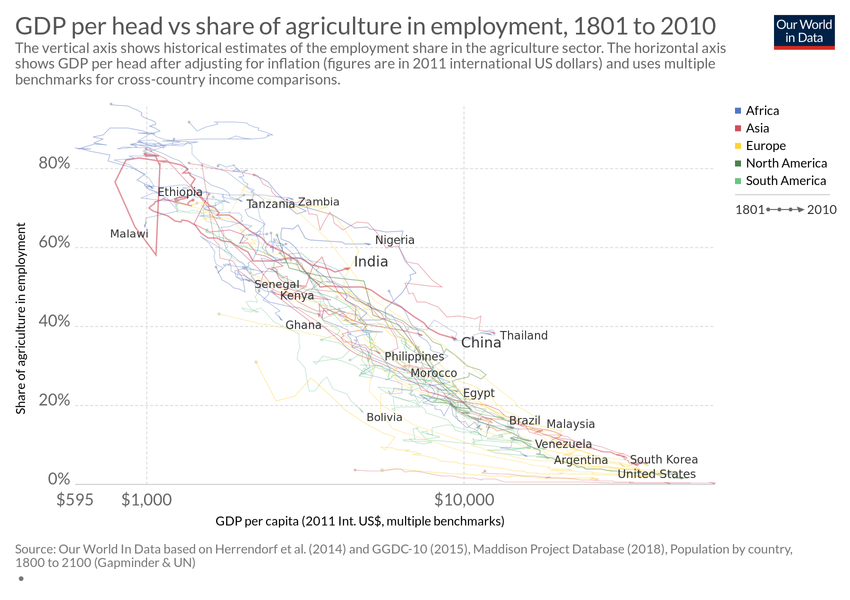 GDP per head vs share of agriculture in employment, 1801 to 2010
Our World
in Data
The vertical axis shows historical estimates of the employment share in the agriculture sector. The horizontal axis
shows GDP per head after adjusting for inflation (figures are in 2011 international US dollars) and uses multiple
benchmarks for cross-country income comparisons.
Africa
Asia
Europe
North America
South America
1801 2010
80%
60%
40%
20%
0%
Share of agriculture in employment
Ethiopia
Tanzania Zambia
Malawi
Nigeria
India
Senegal
Kenya
Ghana
Thailand
China
Philippines
Morocco
Egypt
Bolivia
Brazil Malaysia
Venezuela
Argentina
South Korea
United States
$595 $1,000 $10,000
GDP per capita (2011 Int. US$, multiple benchmarks)
Source: Our World In Data based on Herrendorf et al. (2014) and GGDC-10 (2015), Maddison Project Database (2018), Population by country,
1800 to 2100 (Gapminder & UN)